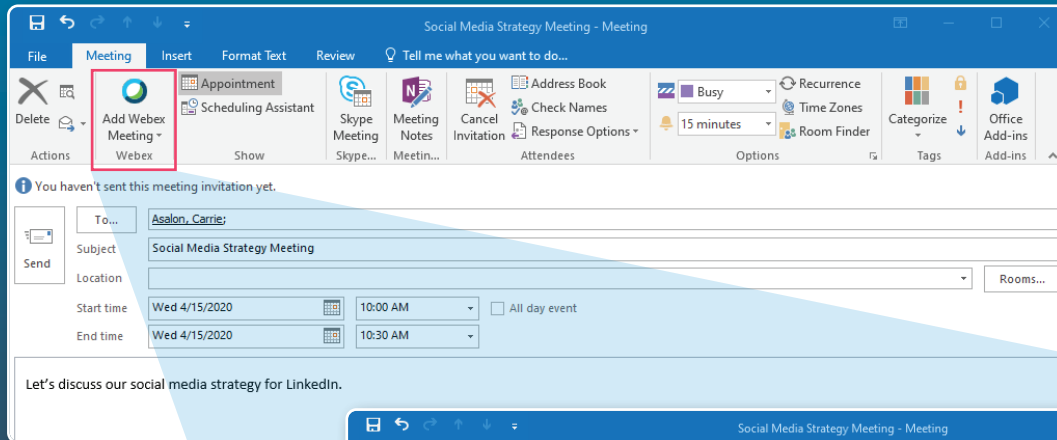 Social Media Strategy Meeting - Meeting
File Meeting Insert Format Text Review Tell me what you want to do...
Delete
Actions
Add Webex
Meeting
Webex
Appointment
Scheduling Assistant
Show
Skype
Meeting
Skype...
Meeting
Notes
Meetin...
Cancel
Invitation
Address Book
Check Names
Response Options
Attendees
Busy
15 minutes
Recurrence
Time Zones
Room Finder
Options
Categorize
Tags
Office
Add-ins
Add-ins
You haven't sent this meeting invitation yet.
Send
To... Asalon, Carrie;
Subject Social Media Strategy Meeting
Location Rooms...
Start time Wed 4/15/2020 10:00 AM All day event
End time Wed 4/15/2020 10:30 AM
Let's discuss our social media strategy for LinkedIn.
Social Media Strategy Meeting - Meeting